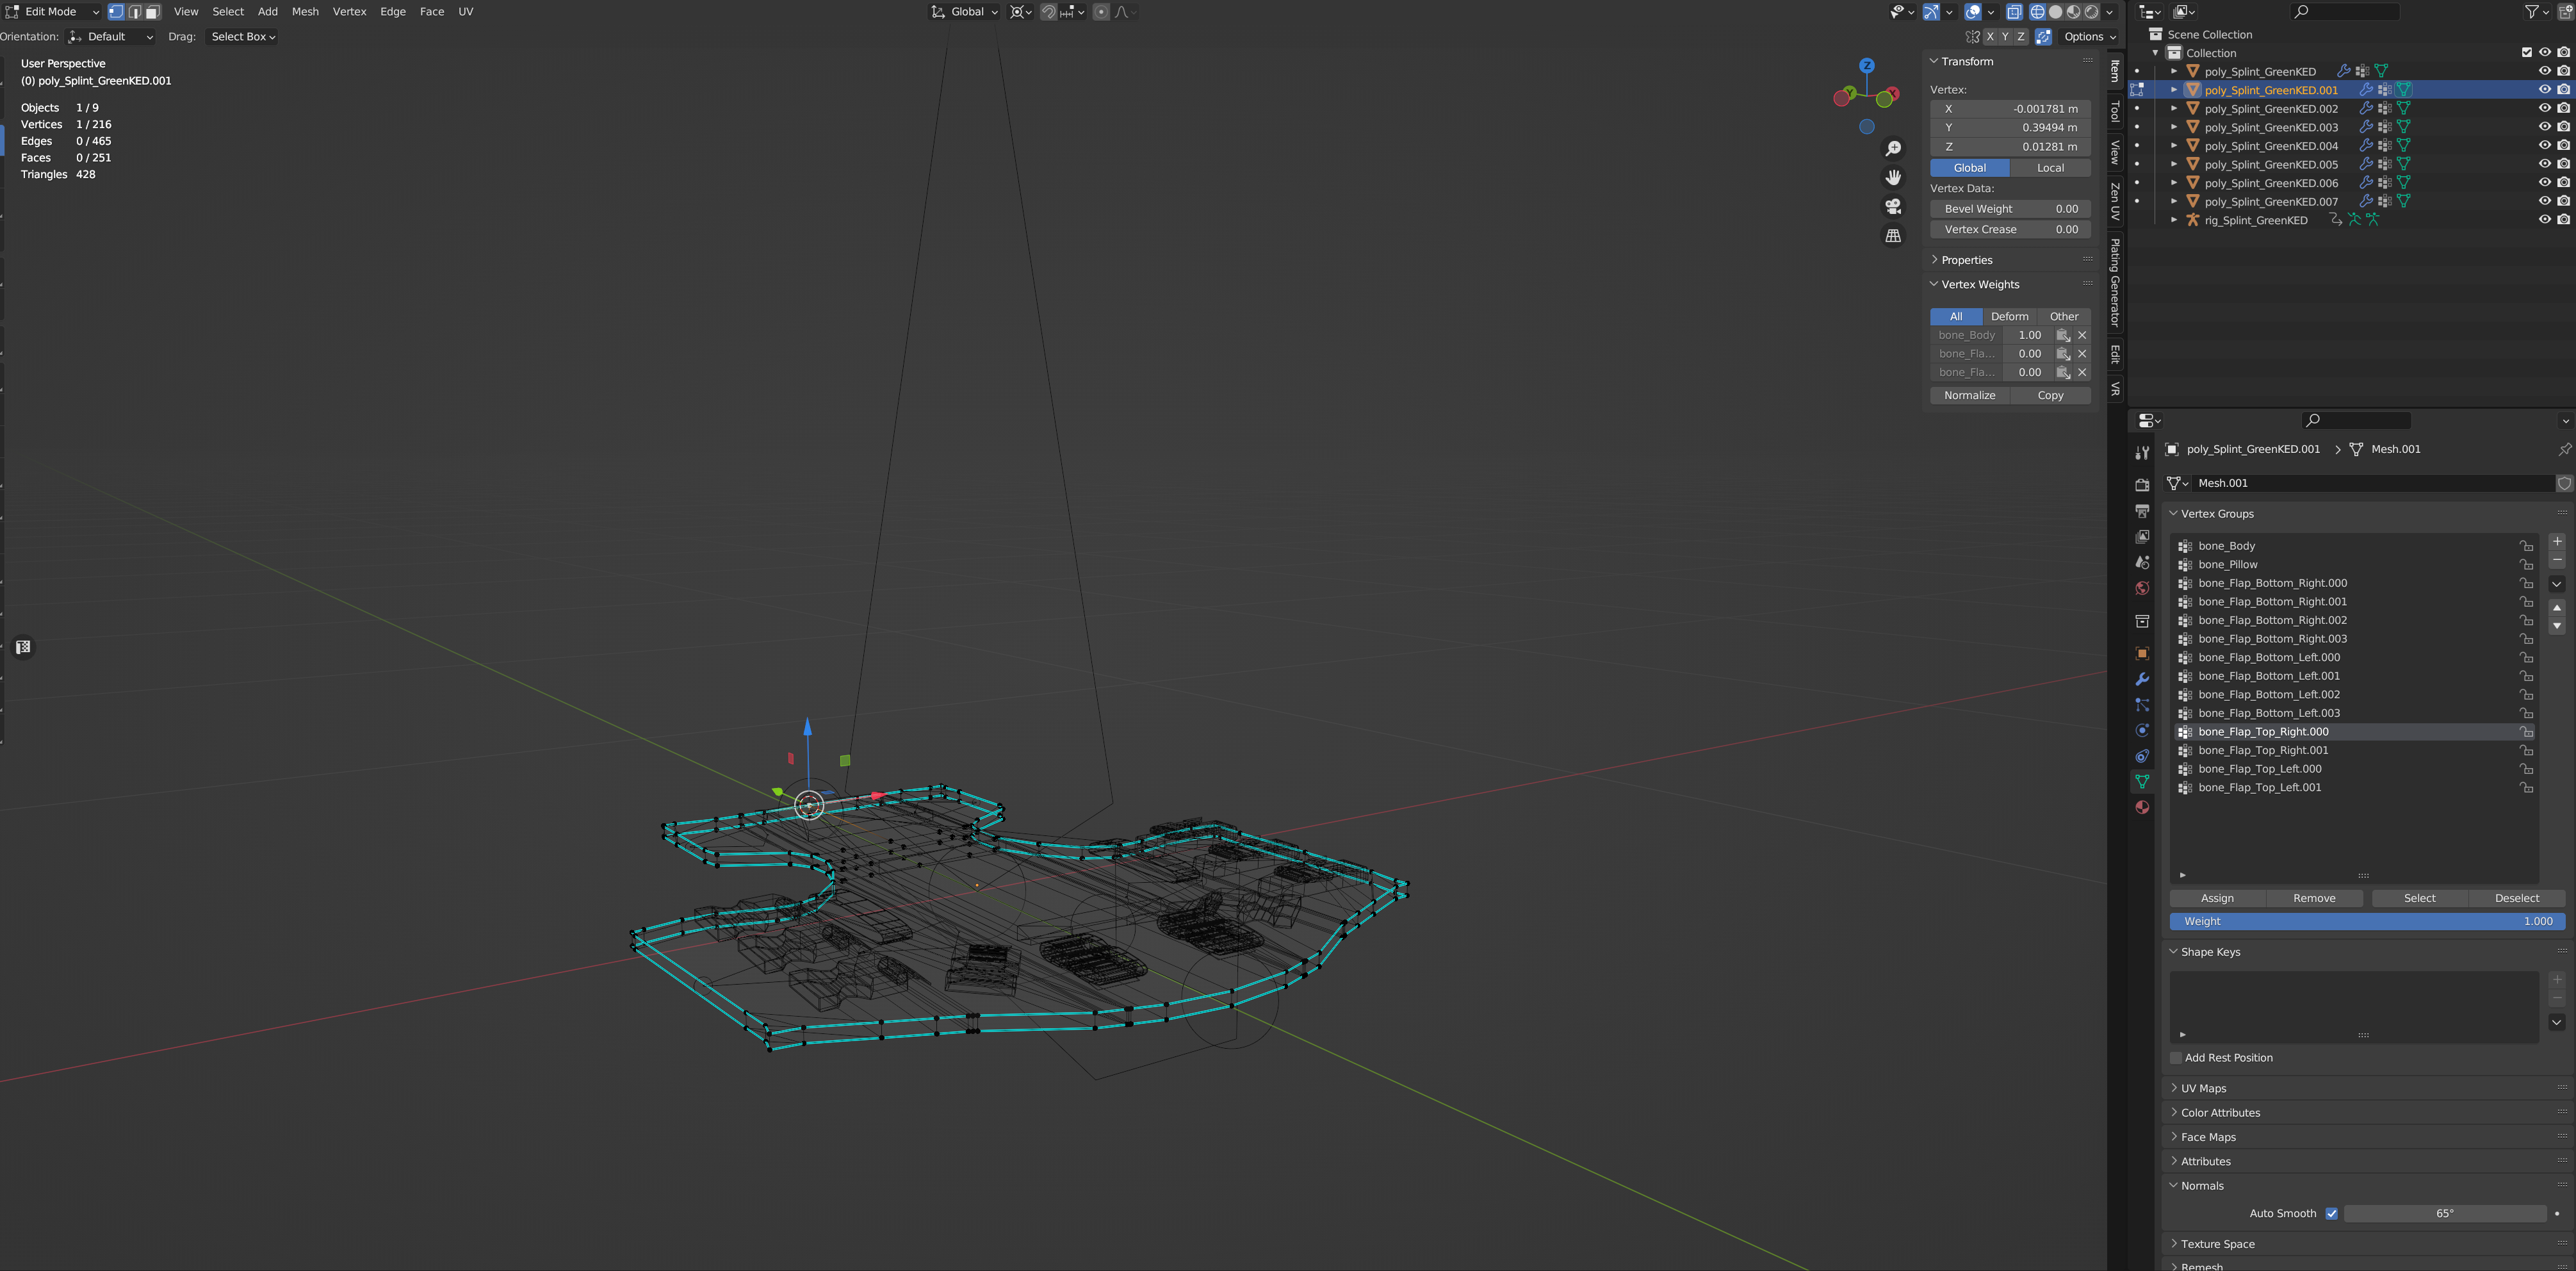 Edit Mode View Select Add Mesh Vertex Edge Face UV Global
Orientation: Default Drag: Select Box X Y Z Options
User Perspective
(0) poly_Splint_GreenKED.001
Objects 1 / 9
Vertices 1 / 216
Edges 0 / 465
Faces 0 / 251
Triangles 428
Z
Y
X
Transform
Vertex:
X -0.001781 m
Y 0.39494 m
Z 0.01281 m
Global Local
Vertex Data:
Bevel Weight 0.00
Vertex Crease 0.00
Properties
Vertex Weights
All Deform Other
bone_Body 1.00
bone_Fla... 0.00
bone_Fla... 0.00
Normalize Copy
Item
Tool
View
Zen UV
Plating Generator
Edit
VR
Scene Collection
Collection
poly_Splint_GreenKED
poly_Splint_GreenKED.001
poly_Splint_GreenKED.002
poly_Splint_GreenKED.003
poly_Splint_GreenKED.004
poly_Splint_GreenKED.005
poly_Splint_GreenKED.006
poly_Splint_GreenKED.007
rig_Splint_GreenKED
poly_Splint_GreenKED.001 > Mesh.001
Mesh.001
Vertex Groups
bone_Body
bone_Pillow
bone_Flap_Bottom_Right.000
bone_Flap_Bottom_Right.001
bone_Flap_Bottom_Right.002
bone_Flap_Bottom_Right.003
bone_Flap_Bottom_Left.000
bone_Flap_Bottom_Left.001
bone_Flap_Bottom_Left.002
bone_Flap_Bottom_Left.003
bone_Flap_Top_Right.000
bone_Flap_Top_Right.001
bone_Flap_Top_Left.000
bone_Flap_Top_Left.001
Assign Remove Select Deselect
Weight 1.000
Shape Keys
Add Rest Position
UV Maps
Color Attributes
Face Maps
Attributes
Normals
Auto Smooth 65°
Texture Space
Remesh